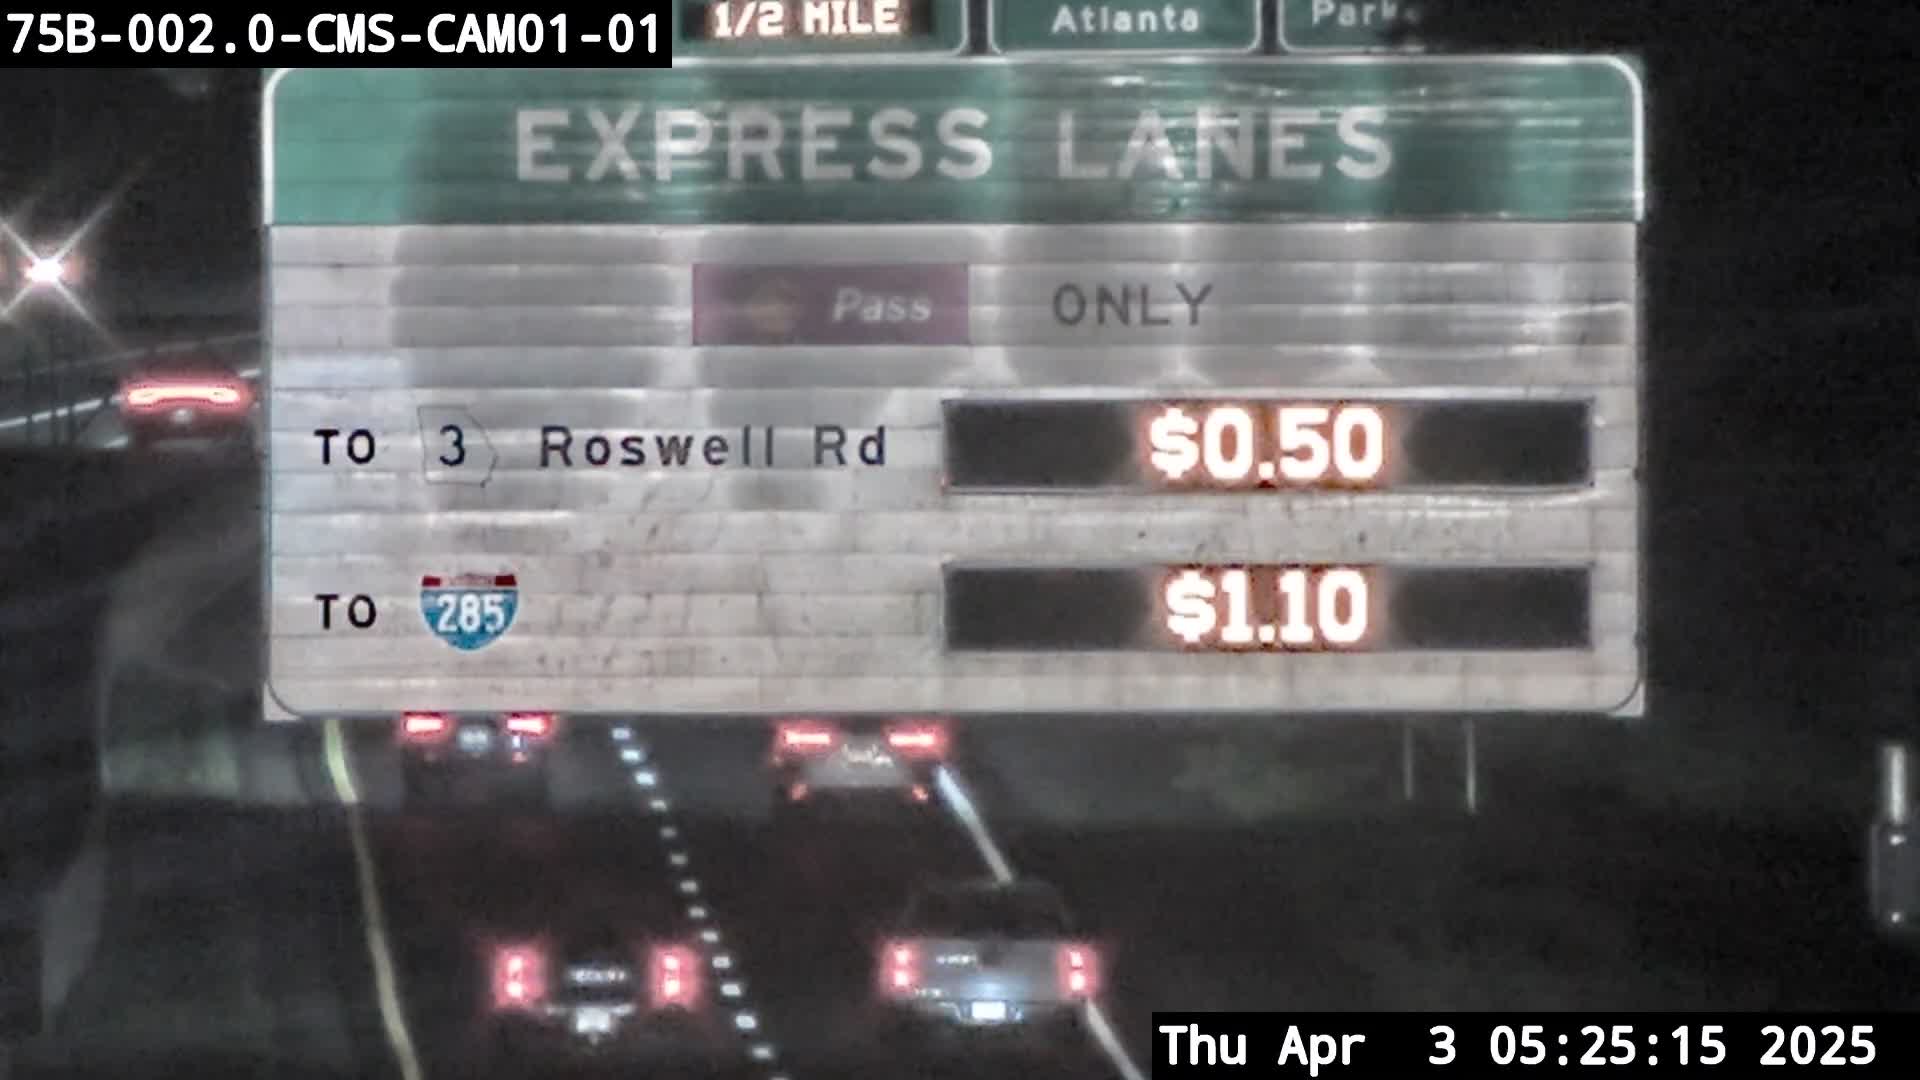 75B-002.0-CMS-CAM01-01
1/2 MILE
Atlanta
EXPRESS LANES
Pass ONLY
TO 3 Roswell Rd $0.50
TO 285 $1.10
Thu Apr 3 05:25:15 2025